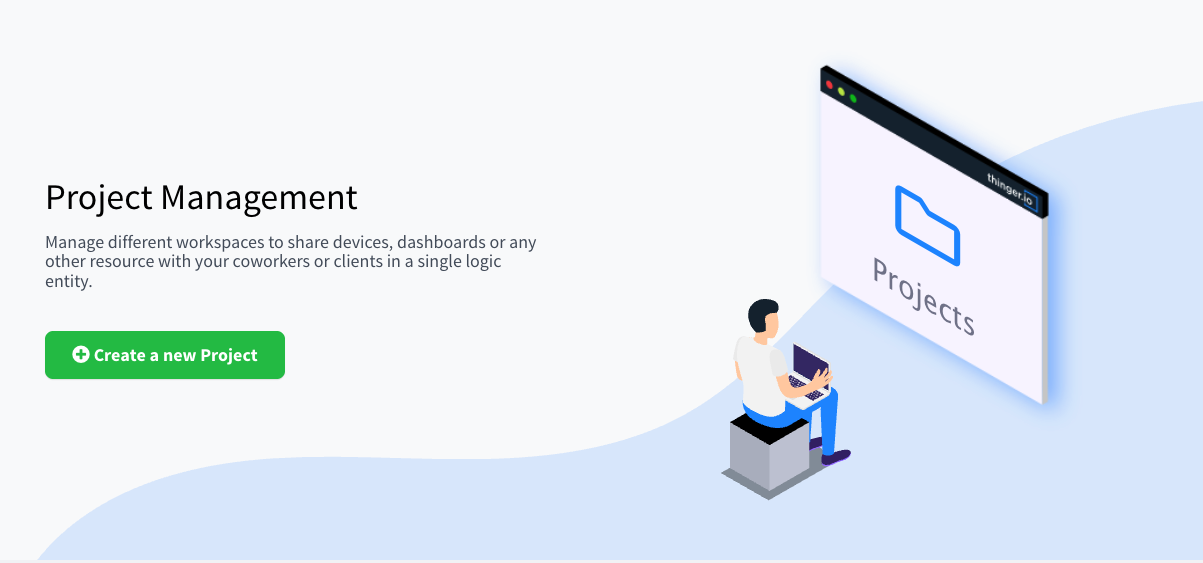 thinger.io
Projects
Project Management
Manage different workspaces to share devices, dashboards or any
other resource with your coworkers or clients in a single logic
entity.
Create a new Project